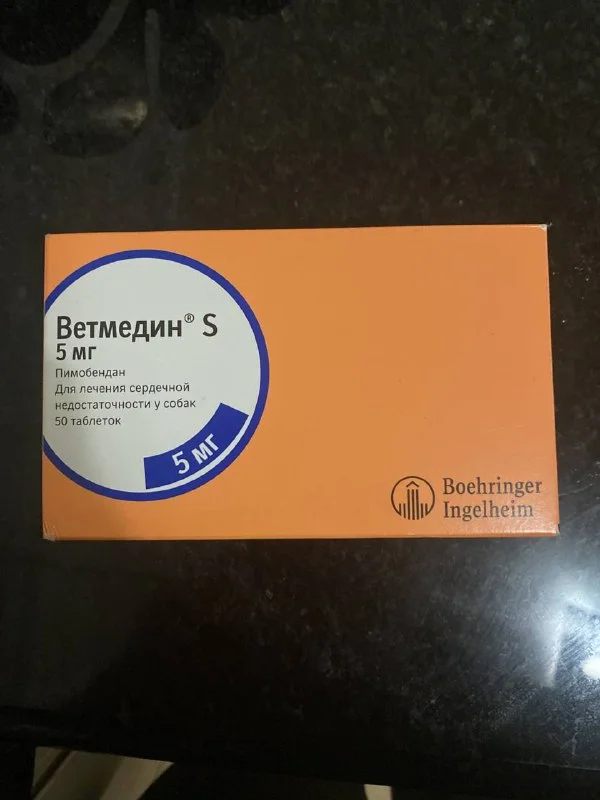 Ветмедин® S
5 мг
Пимобендан
Для лечения сердечной
недостаточности у собак
50 таблеток
5 мг
Boehringer
Ingelheim